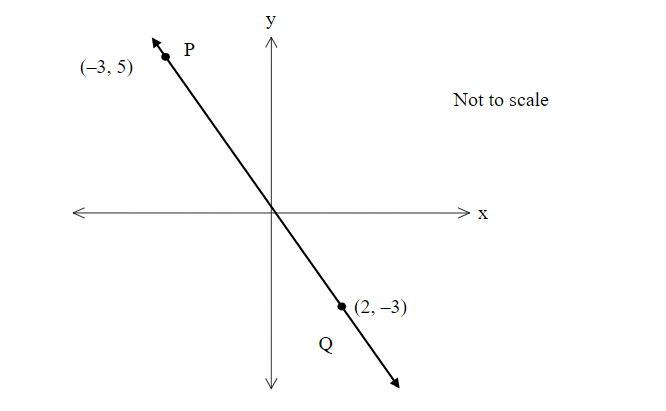 y
P
(–3, 5)
Not to scale
x
(2, –3)
Q